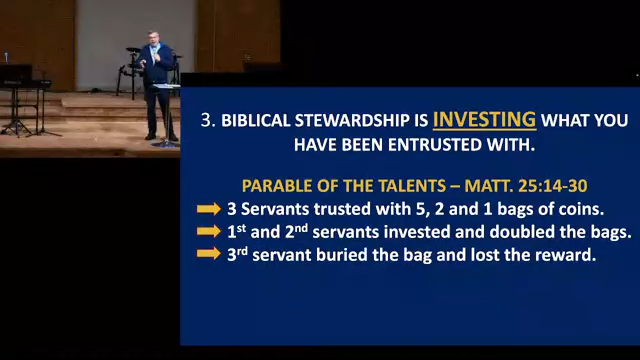 3. BIBLICAL STEWARDSHIP IS INVESTING WHAT YOU
HAVE BEEN ENTRUSTED WITH.
PARABLE OF THE TALENTS – MATT. 25:14-30
3 Servants trusted with 5, 2 and 1 bags of coins.
1st and 2nd servants invested and doubled the bags.
3rd servant buried the bag and lost the reward.